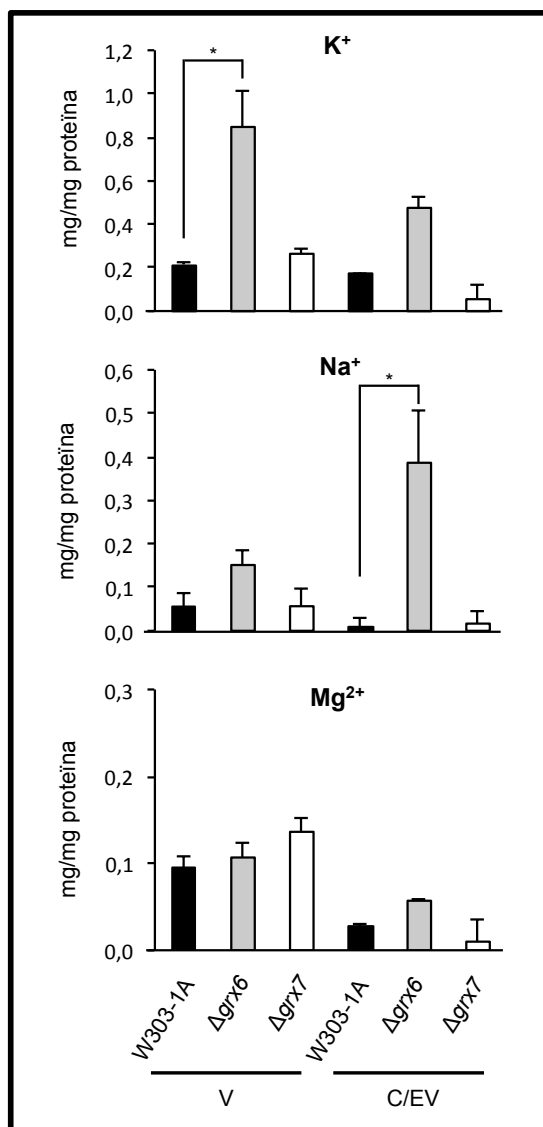 K⁺
1,2
*
1,0
0,8
0,6
0,4
0,2
0,0
mg/mg proteïna
Na⁺
0,6
*
0,5
0,4
0,3
0,2
0,1
0,0
mg/mg proteïna
Mg²⁺
0,3
0,2
0,1
0,0
mg/mg proteïna
W303-1A Δgrx6 Δgrx7 W303-1A Δgrx6 Δgrx7
V C/EV